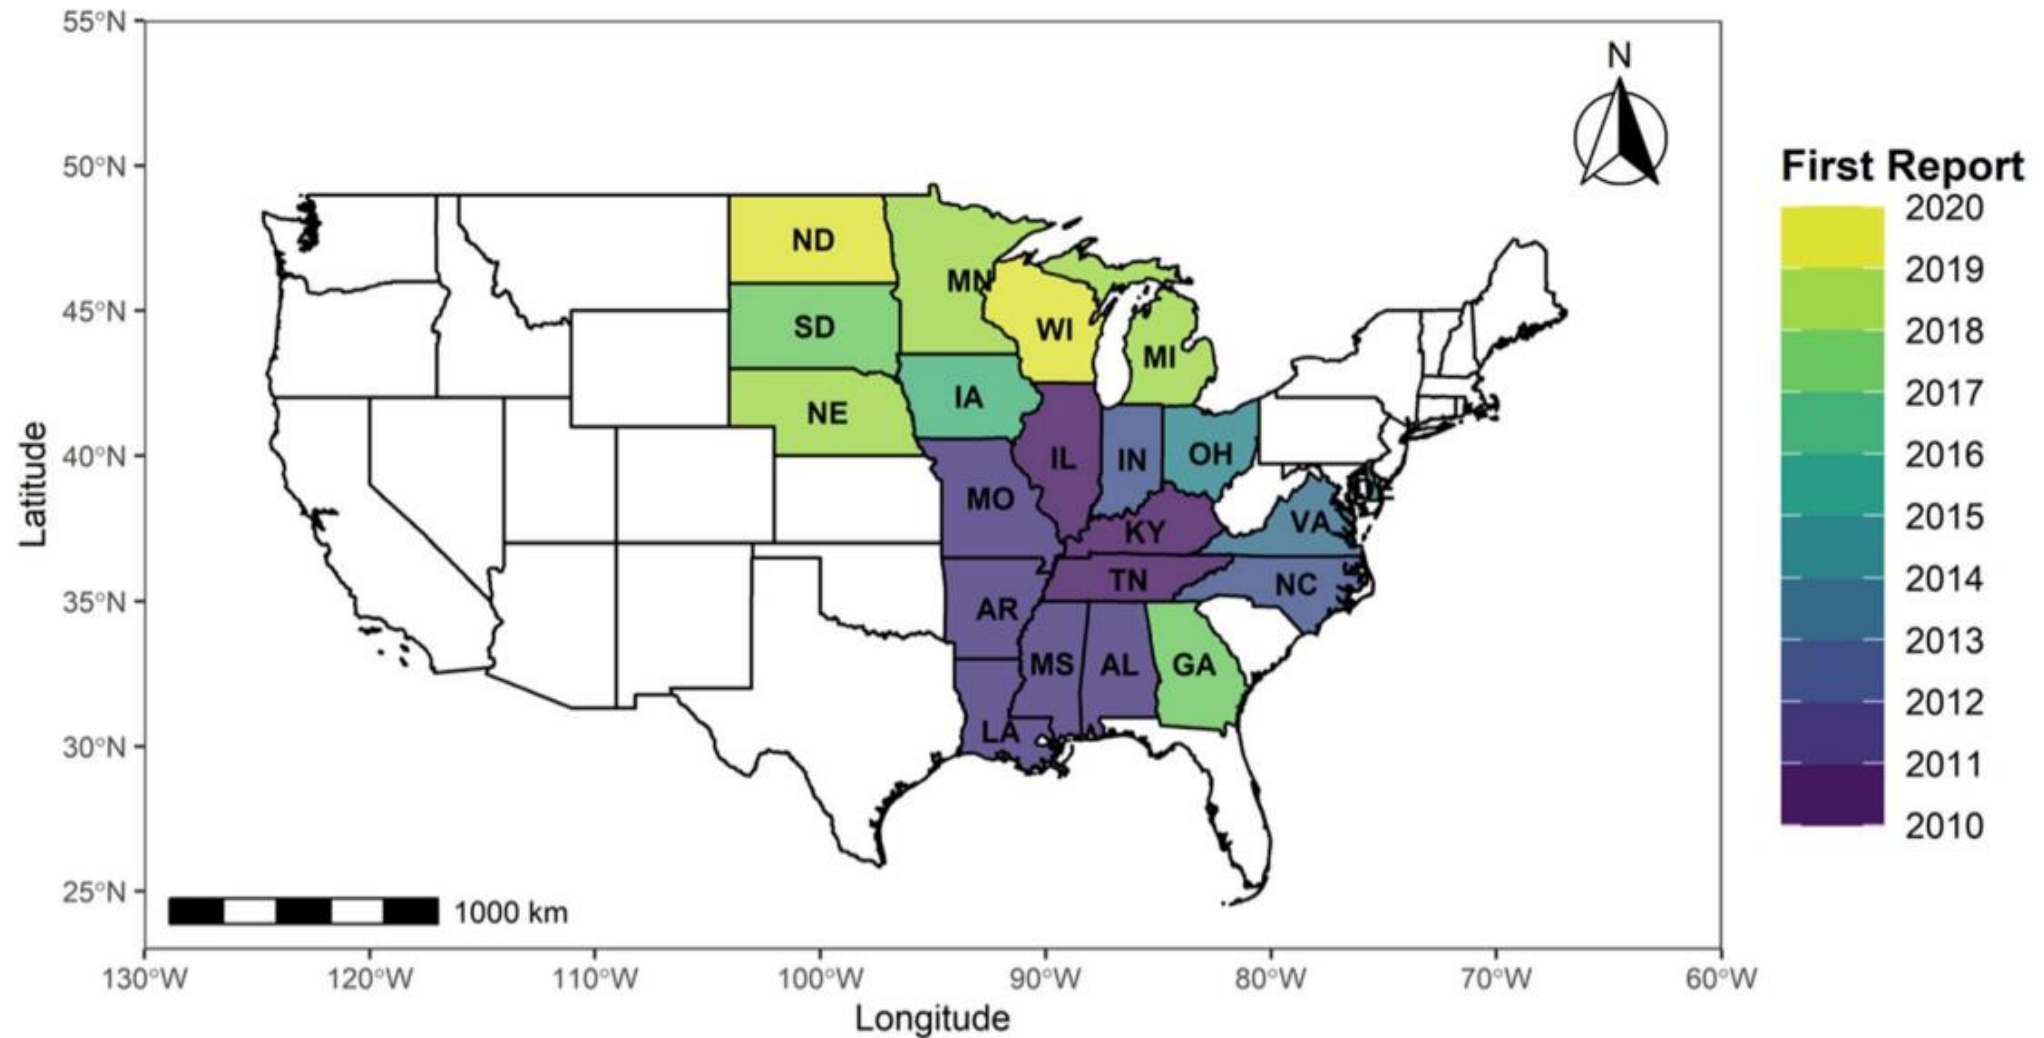 55°N
50°N
45°N
40°N
35°N
30°N
25°N
Latitude
130°W
120°W
110°W
100°W
90°W
80°W
70°W
60°W
Longitude
1000 km
N
ND
MN
SD
WI
MI
NE
IA
IL
IN
OH
MO
DE
KY
VA
TN
NC
AR
MS
AL
GA
LA
First Report
2020
2019
2018
2017
2016
2015
2014
2013
2012
2011
2010